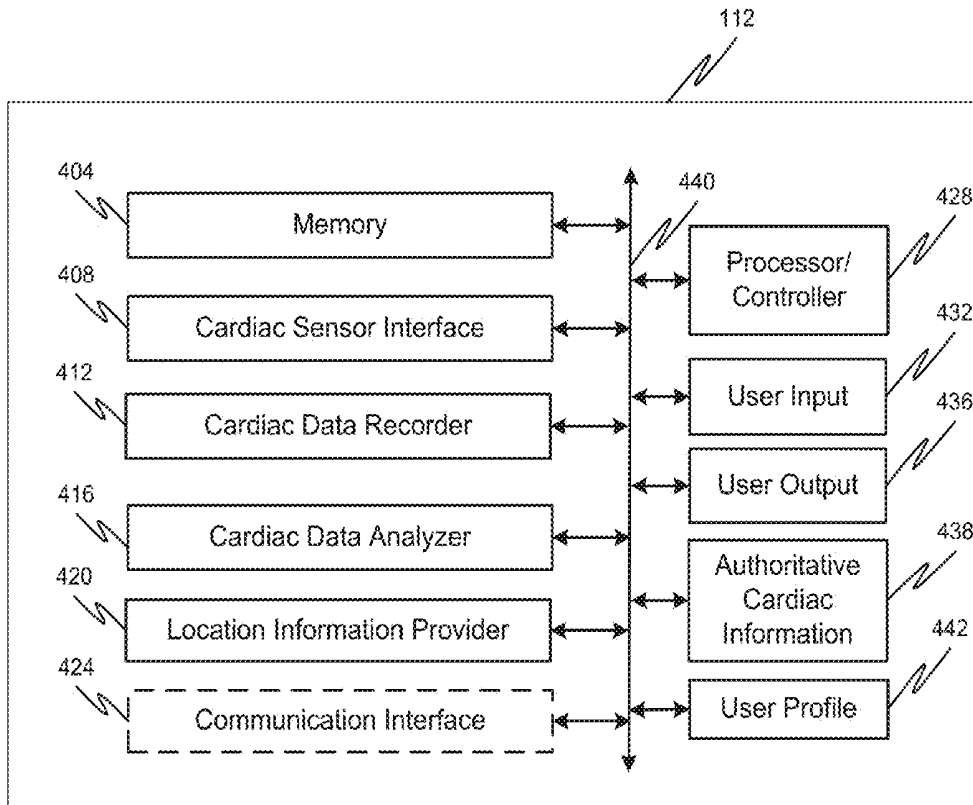 112
404
Memory
440
428
Processor/
Controller
408
Cardiac Sensor Interface
432
User Input
412
Cardiac Data Recorder
436
User Output
416
Cardiac Data Analyzer
438
Authoritative
Cardiac
Information
420
Location Information Provider
442
User Profile
424
Communication Interface